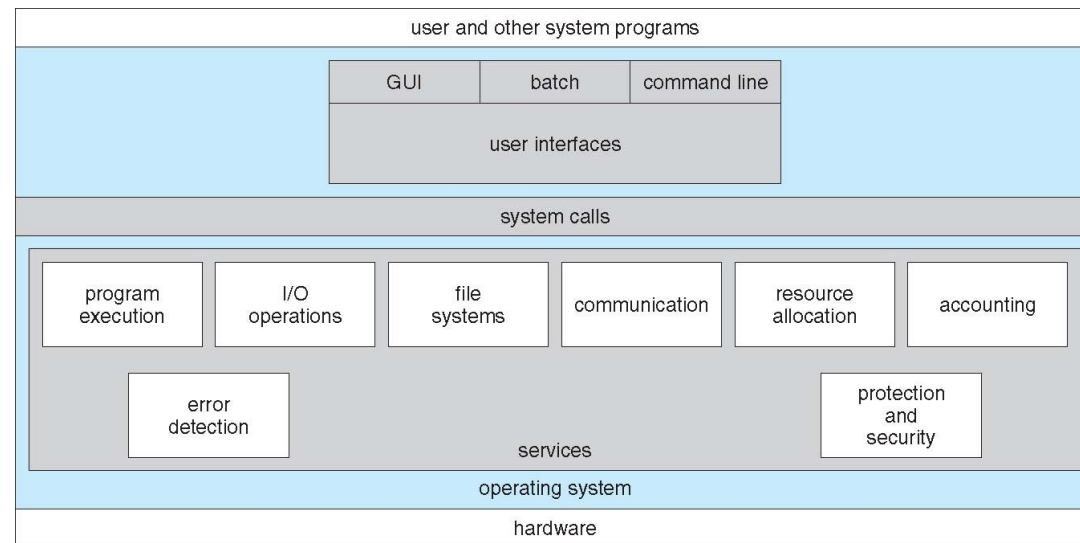 user and other system programs
GUI
batch
command line
user interfaces
system calls
program
execution
I/O
operations
file
systems
communication
resource
allocation
accounting
error
detection
protection
and
security
services
operating system
hardware